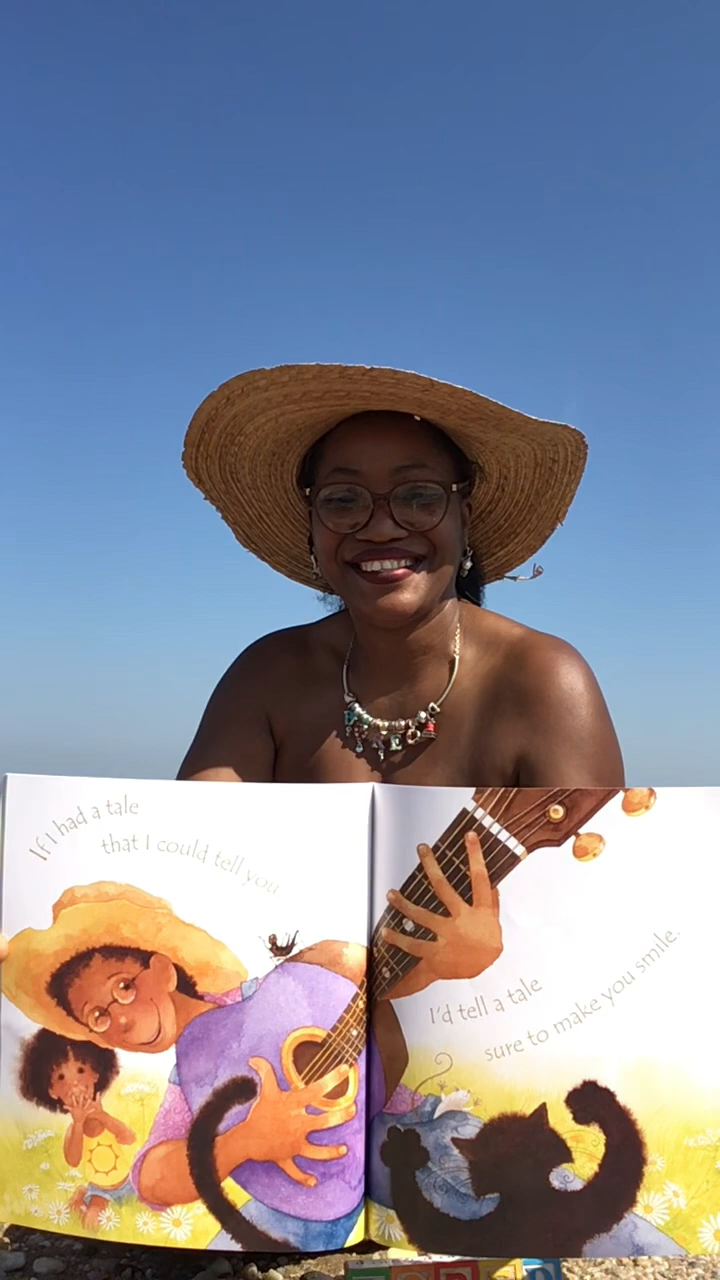 If I had a tale
that I could tell you
I'd tell a tale
sure to make you smile.